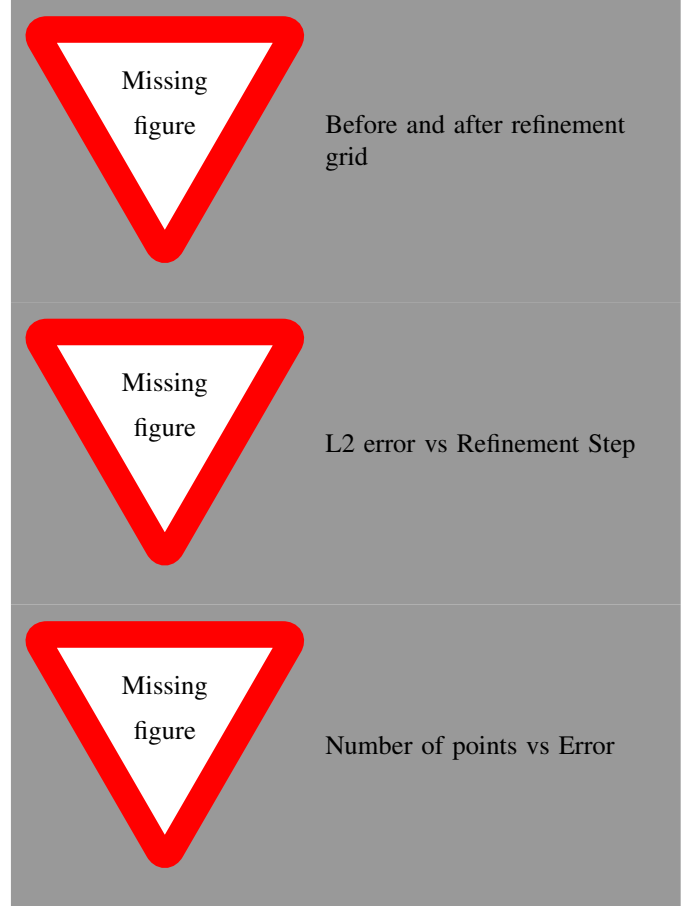 Missing
figure
Before and after refinement
grid
Missing
figure
L2 error vs Refinement Step
Missing
figure
Number of points vs Error